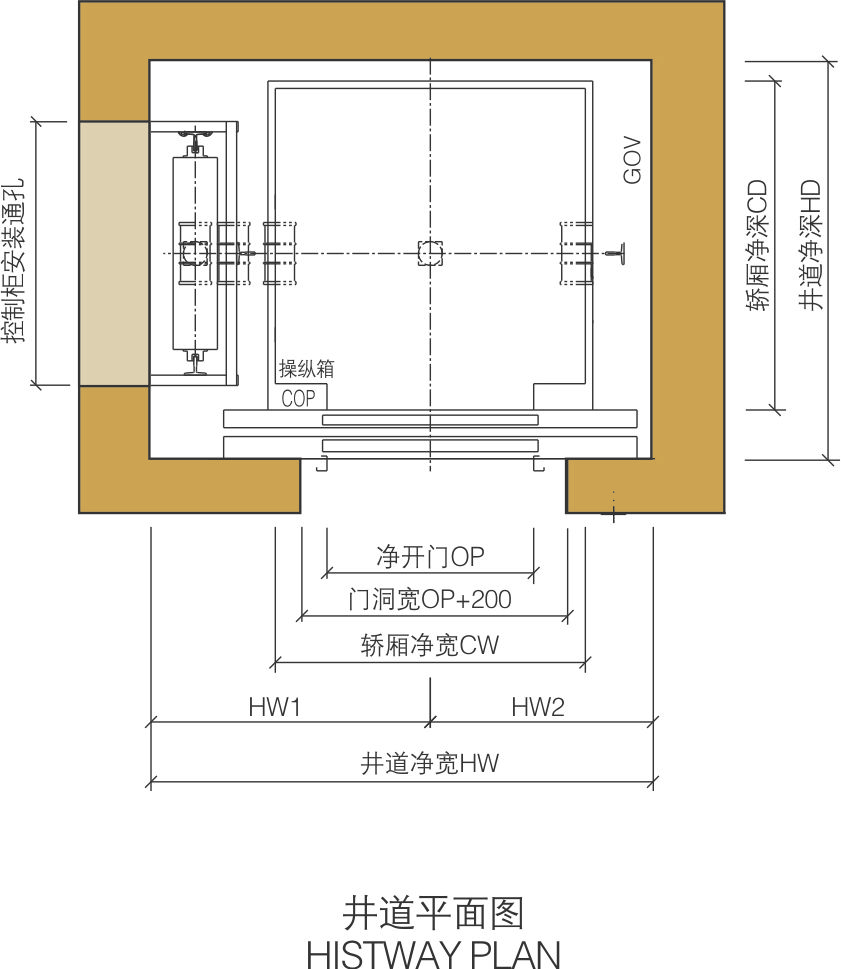 GOV
控制柜安装通孔
轿厢净深CD
井道净深HD
操纵箱
COP
净开门OP
门洞宽OP+200
轿厢净宽CW
HW1
HW2
井道净宽HW
井道平面图
HISTWAY PLAN